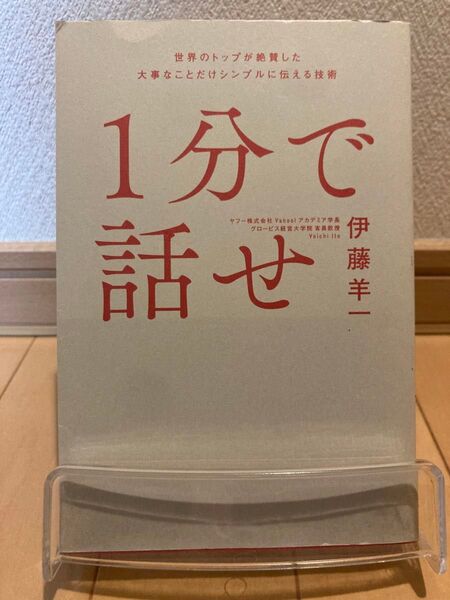 世界のトップが絶賛した
大事なことだけシンプルに伝える技術
1分で
話せ
ヤフー株式会社 Yahoo!アカデミア学長
グロービス経営大学院 客員教授
Yoichi Ito
伊藤羊一